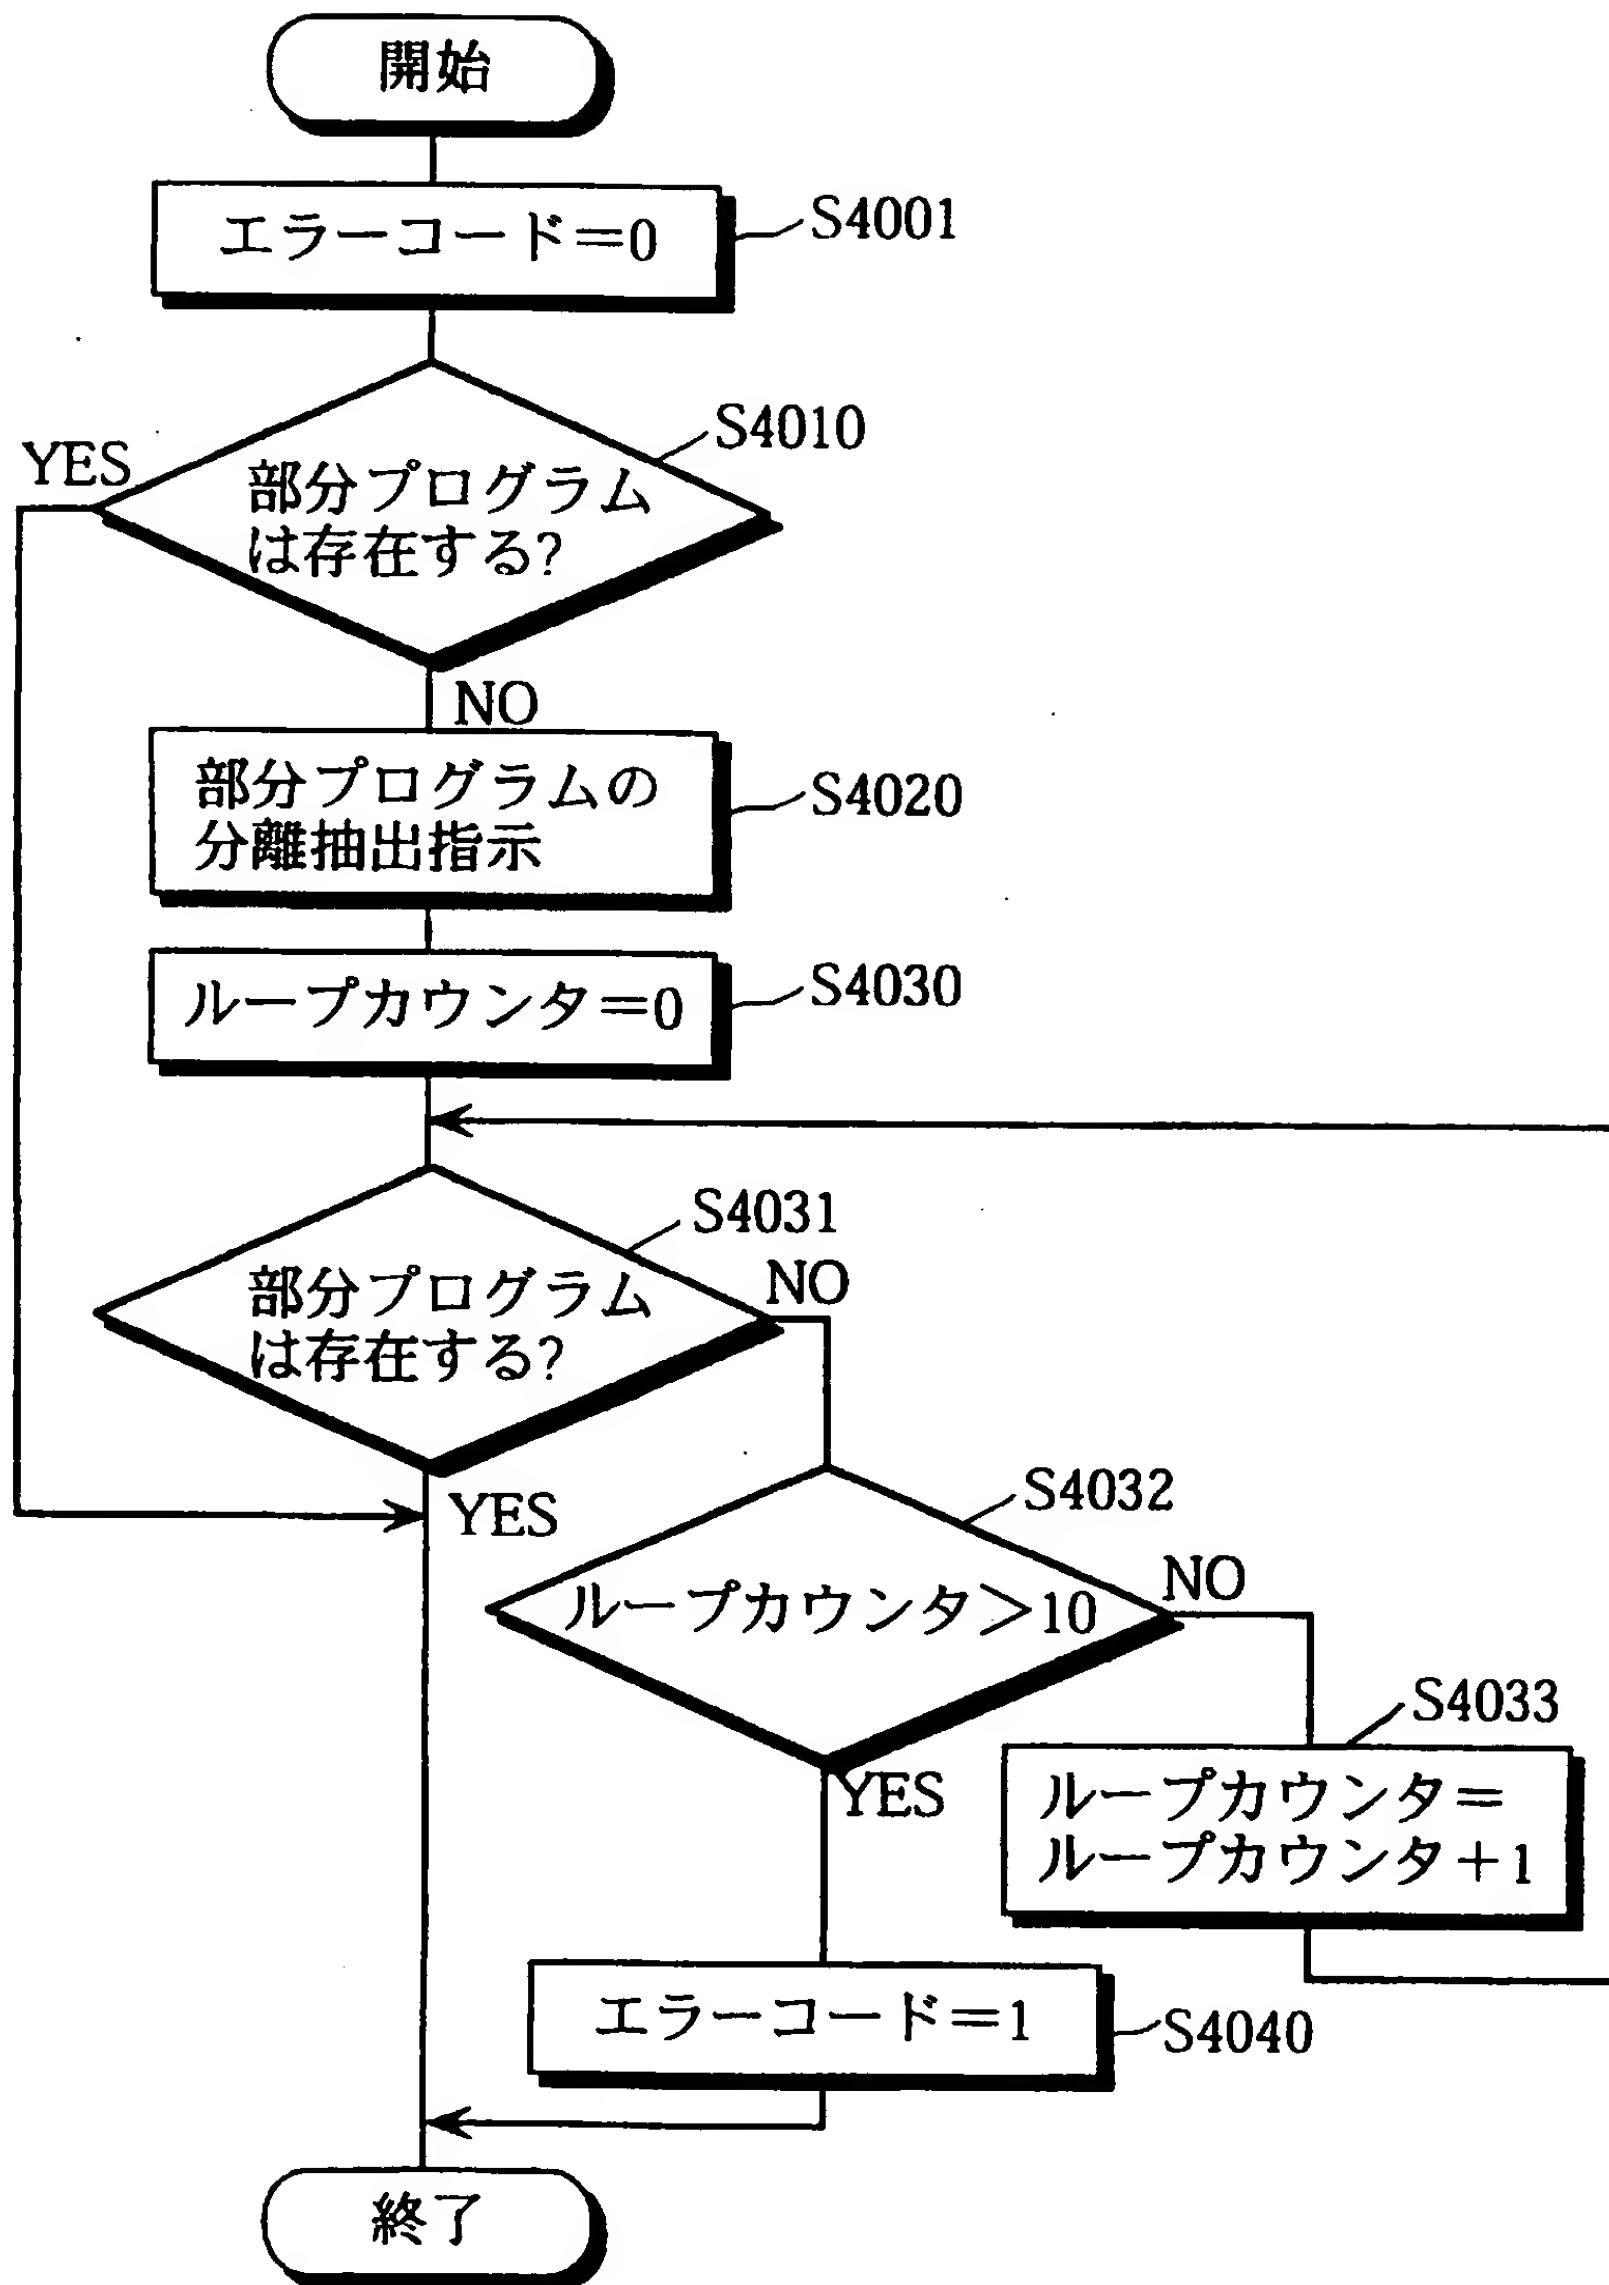 開始
エラーコード＝0
S4001
S4010
YES
部分プログラム
は存在する?
NO
部分プログラムの
分離抽出指示
S4020
ループカウンタ＝0
S4030
S4031
部分プログラム
は存在する?
NO
YES
S4032
ループカウンタ＞10
NO
YES
S4033
ループカウンタ＝
ループカウンタ＋1
エラーコード＝1
S4040
終了